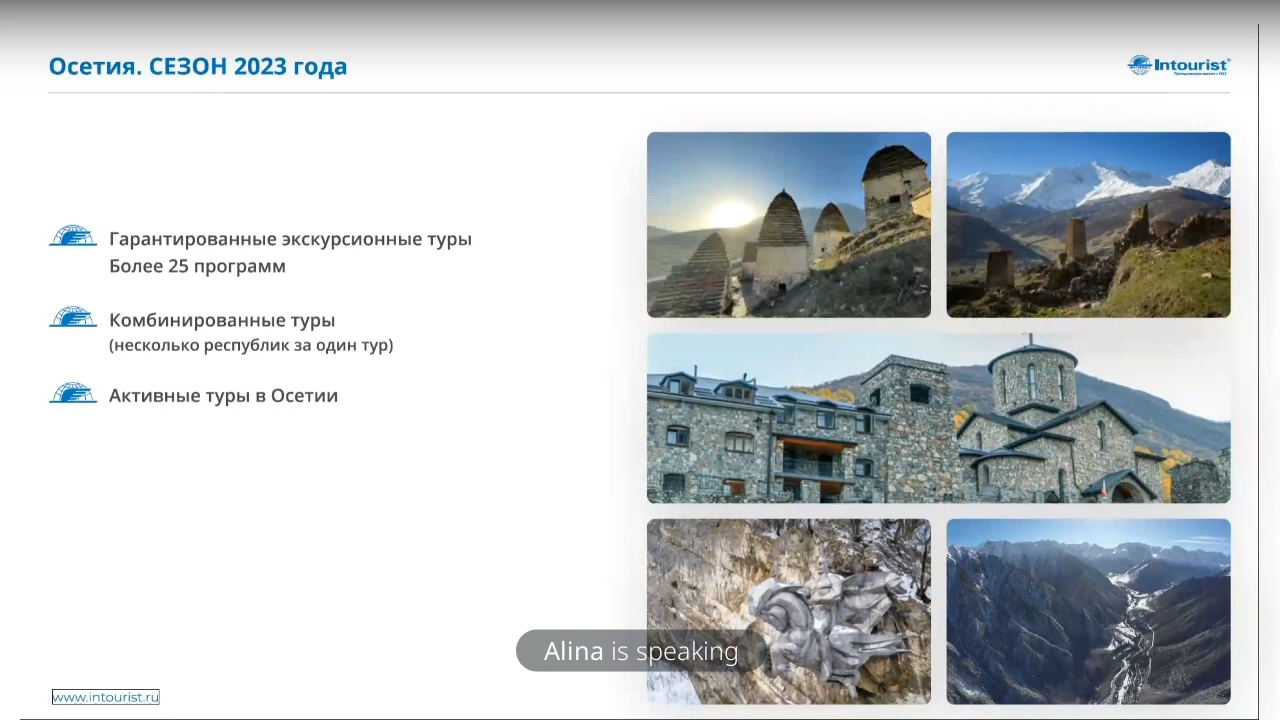 Осетия. СЕЗОН 2023 года
Intourist
Гарантированные экскурсионные туры
Более 25 программ
Комбинированные туры
(несколько республик за один тур)
Активные туры в Осетии
Alina is speaking
www.intourist.ru